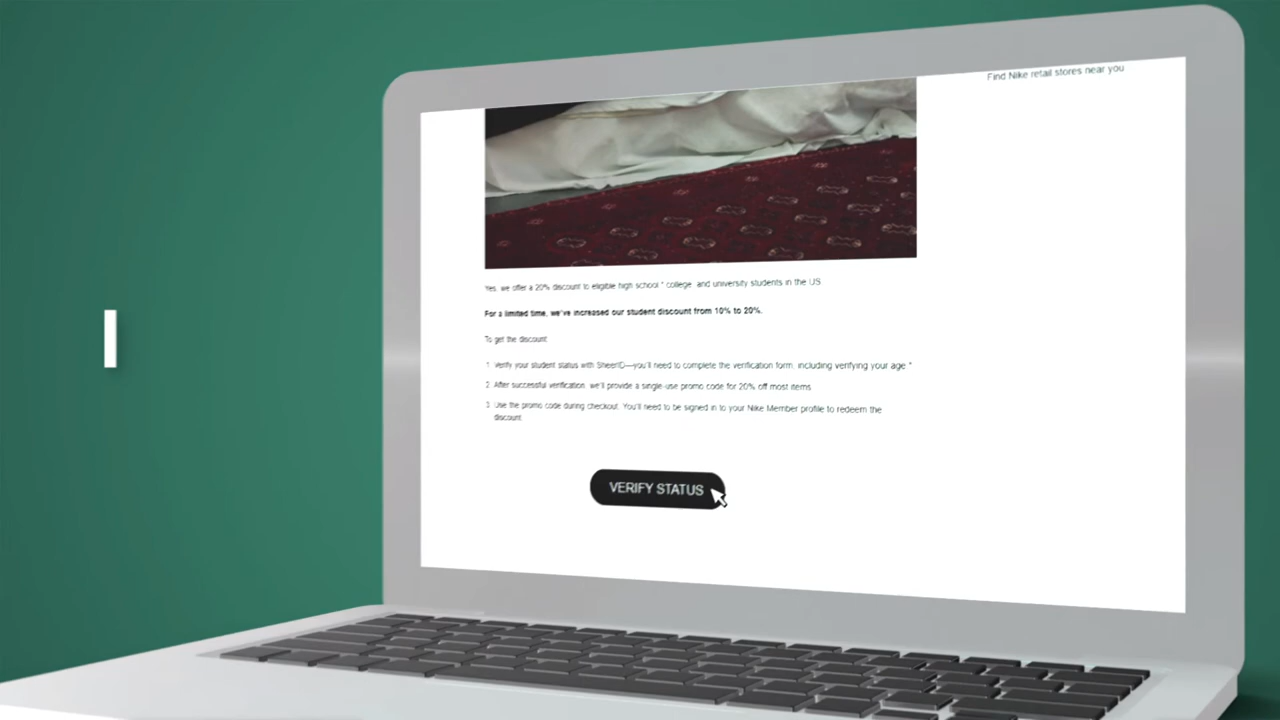 Find Nike retail stores near you
Yes, we offer a 20% discount to eligible high school,* college, and university students in the US.
For a limited time, we've increased our student discount from 10% to 20%.
To get the discount:
1. Verify your student status with SheerID—you'll need to complete the verification form, including verifying your age.*
2. After successful verification, we'll provide a single-use promo code for 20% off most items.
3. Use the promo code during checkout. You'll need to be signed in to your Nike Member profile to redeem the
discount.
VERIFY STATUS